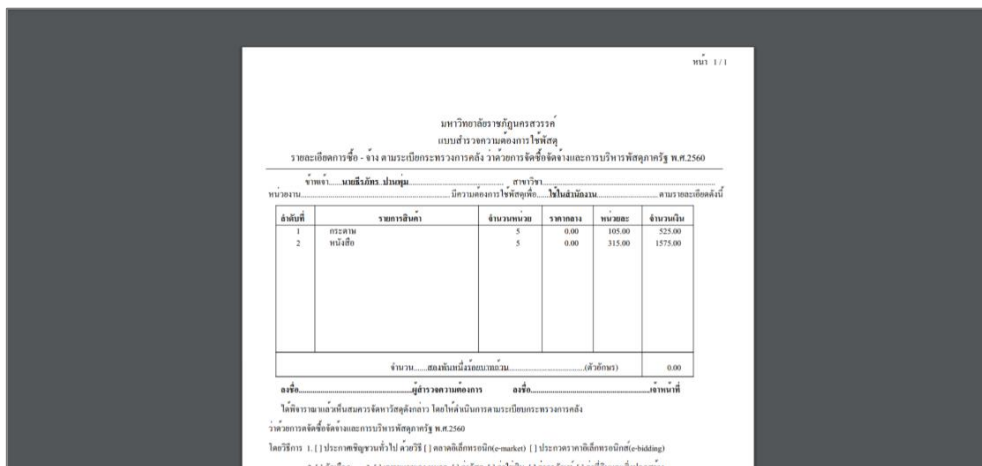 หน้า 1 / 1
มหาวิทยาลัยราชภัฏนครสวรรค์
แบบสำรวจความต้องการใช้พัสดุ
รายละเอียดการซื้อ - จ้าง ตามระเบียกระทรวงการคลัง ว่าด้วยการจัดซื้อจัดจ้างและการบริหารพัสดุภาครัฐ พ.ศ.2560
ข้าพเจ้า......นายธีรภัทร ปานพุ่ม...... สาขาวิชา......
หน่วยงาน...... มีความต้องการใช้พัสดุเพื่อ......ใช้ในสำนักงาน...... ตามรายละเอียดดังนี้
ลำดับที่ รายการสินค้า จำนวนหน่วย ราคากลาง หน่วยละ จำนวนเงิน
1 กระดาษ 5 0.00 105.00 525.00
2 หนังสือ 5 0.00 315.00 1575.00
จำนวน......สองพันหนึ่งร้อยบาทถ้วน......(ตัวอักษร) 0.00
ลงชื่อ......ผู้สำรวจความต้องการ ลงชื่อ......เจ้าหน้าที่
ได้พิจารณาแล้วเห็นสมควรจัดหาวัสดุดังกล่าว โดยให้ดำเนินการตามระเบียบกระทรวงการคลัง
ว่าด้วยการดจัดซื้อจัดจ้างและการบริหารพัสดุภาครัฐ พ.ศ.2560
โดยวิธีการ 1. [ ] ประกาศเชิญชวนทั่วไป ด้วยวิธี [ ] ตลาดอิเล็กทรอนิก(e-market) [ ] ประกวดราคาอิเล็กทรอนิกส์(e-bidding)